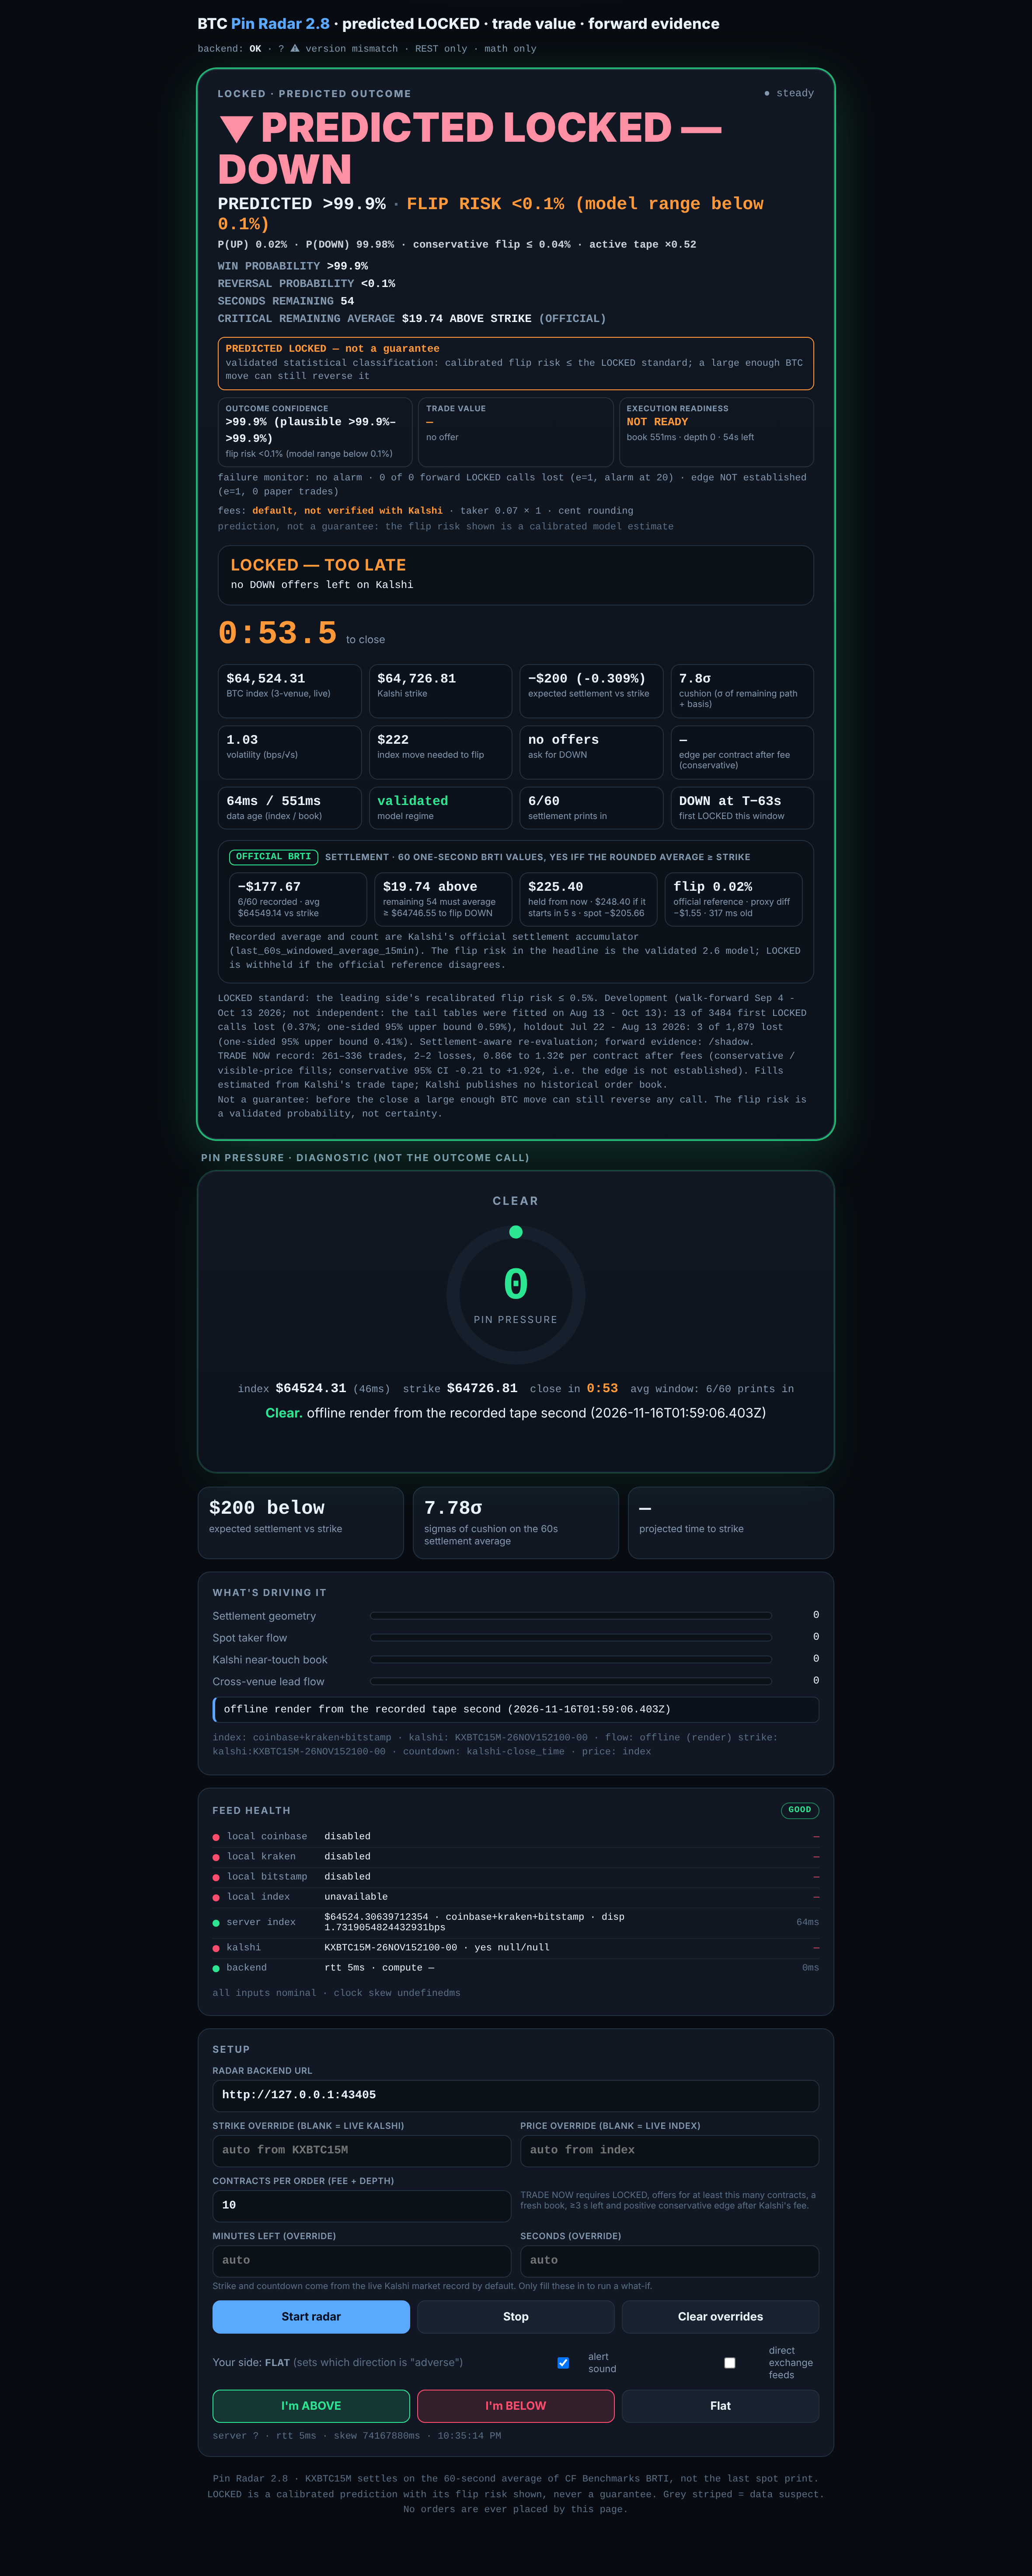 BTC Pin Radar 2.8 · predicted LOCKED · trade value · forward evidence
backend: OK · ? ⚠ version mismatch · REST only · math only
LOCKED · PREDICTED OUTCOME
● steady
▼PREDICTED LOCKED —
DOWN
PREDICTED >99.9% · FLIP RISK <0.1% (model range below
0.1%)
P(UP) 0.02% · P(DOWN) 99.98% · conservative flip ≤ 0.04% · active tape ×0.52
WIN PROBABILITY >99.9%
REVERSAL PROBABILITY <0.1%
SECONDS REMAINING 54
CRITICAL REMAINING AVERAGE $19.74 ABOVE STRIKE (OFFICIAL)
PREDICTED LOCKED — not a guarantee
validated statistical classification: calibrated flip risk ≤ the LOCKED standard; a large enough BTC
move can still reverse it
OUTCOME CONFIDENCE
>99.9% (plausible >99.9%–
>99.9%)
flip risk <0.1% (model range below 0.1%)
TRADE VALUE
—
no offer
EXECUTION READINESS
NOT READY
book 551ms · depth 0 · 54s left
failure monitor: no alarm · 0 of 0 forward LOCKED calls lost (e=1, alarm at 20) · edge NOT established
(e=1, 0 paper trades)
fees: default, not verified with Kalshi · taker 0.07 × 1 · cent rounding
prediction, not a guarantee: the flip risk shown is a calibrated model estimate
LOCKED — TOO LATE
no DOWN offers left on Kalshi
0:53.5 to close
$64,524.31
BTC index (3-venue, live)
$64,726.81
Kalshi strike
−$200 (-0.309%)
expected settlement vs strike
7.8σ
cushion (σ of remaining path
+ basis)
1.03
volatility (bps/√s)
$222
index move needed to flip
no offers
ask for DOWN
—
edge per contract after fee
(conservative)
64ms / 551ms
data age (index / book)
validated
model regime
6/60
settlement prints in
DOWN at T−63s
first LOCKED this window
OFFICIAL BRTI SETTLEMENT · 60 ONE-SECOND BRTI VALUES, YES IFF THE ROUNDED AVERAGE ≥ STRIKE
−$177.67
6/60 recorded · avg
$64549.14 vs strike
$19.74 above
remaining 54 must average
≥ $64746.55 to flip DOWN
$225.40
held from now · $248.40 if it
starts in 5 s · spot −$205.66
flip 0.02%
official reference · proxy diff
−$1.55 · 317 ms old
Recorded average and count are Kalshi's official settlement accumulator
(last_60s_windowed_average_15min). The flip risk in the headline is the validated 2.6 model; LOCKED
is withheld if the official reference disagrees.
LOCKED standard: the leading side's recalibrated flip risk ≤ 0.5%. Development (walk-forward Sep 4 -
Oct 13 2026; not independent: the tail tables were fitted on Aug 13 - Oct 13): 13 of 3484 first LOCKED
calls lost (0.37%; one-sided 95% upper bound 0.59%), holdout Jul 22 - Aug 13 2026: 3 of 1,879 lost
(one-sided 95% upper bound 0.41%). Settlement-aware re-evaluation; forward evidence: /shadow.
TRADE NOW record: 261–336 trades, 2–2 losses, 0.86¢ to 1.32¢ per contract after fees (conservative /
visible-price fills; conservative 95% CI -0.21 to +1.92¢, i.e. the edge is not established). Fills
estimated from Kalshi's trade tape; Kalshi publishes no historical order book.
Not a guarantee: before the close a large enough BTC move can still reverse any call. The flip risk is
a validated probability, not certainty.
PIN PRESSURE · DIAGNOSTIC (NOT THE OUTCOME CALL)
CLEAR
0
PIN PRESSURE
index $64524.31 (46ms) strike $64726.81 close in 0:53 avg window: 6/60 prints in
Clear. offline render from the recorded tape second (2026-11-16T01:59:06.403Z)
$200 below
expected settlement vs strike
7.78σ
sigmas of cushion on the 60s
settlement average
—
projected time to strike
WHAT'S DRIVING IT
Settlement geometry 0
Spot taker flow 0
Kalshi near-touch book 0
Cross-venue lead flow 0
offline render from the recorded tape second (2026-11-16T01:59:06.403Z)
index: coinbase+kraken+bitstamp · kalshi: KXBTC15M-26NOV152100-00 · flow: offline (render) strike:
kalshi:KXBTC15M-26NOV152100-00 · countdown: kalshi-close_time · price: index
FEED HEALTH
GOOD
local coinbase disabled —
local kraken disabled —
local bitstamp disabled —
local index unavailable —
server index $64524.30639712354 · coinbase+kraken+bitstamp · disp
1.7319054824432931bps 64ms
kalshi KXBTC15M-26NOV152100-00 · yes null/null —
backend rtt 5ms · compute — 0ms
all inputs nominal · clock skew undefinedms
SETUP
RADAR BACKEND URL
http://127.0.0.1:43405
STRIKE OVERRIDE (BLANK = LIVE KALSHI)
auto from KXBTC15M
PRICE OVERRIDE (BLANK = LIVE INDEX)
auto from index
CONTRACTS PER ORDER (FEE + DEPTH)
10
TRADE NOW requires LOCKED, offers for at least this many contracts, a
fresh book, ≥3 s left and positive conservative edge after Kalshi's fee.
MINUTES LEFT (OVERRIDE)
auto
SECONDS (OVERRIDE)
auto
Strike and countdown come from the live Kalshi market record by default. Only fill these in to run a what-if.
Start radar
Stop
Clear overrides
Your side: FLAT (sets which direction is "adverse")
alert
sound
direct
exchange
feeds
I'm ABOVE
I'm BELOW
Flat
server ? · rtt 5ms · skew 74167880ms · 10:35:14 PM
Pin Radar 2.8 · KXBTC15M settles on the 60-second average of CF Benchmarks BRTI, not the last spot print.
LOCKED is a calibrated prediction with its flip risk shown, never a guarantee. Grey striped = data suspect.
No orders are ever placed by this page.